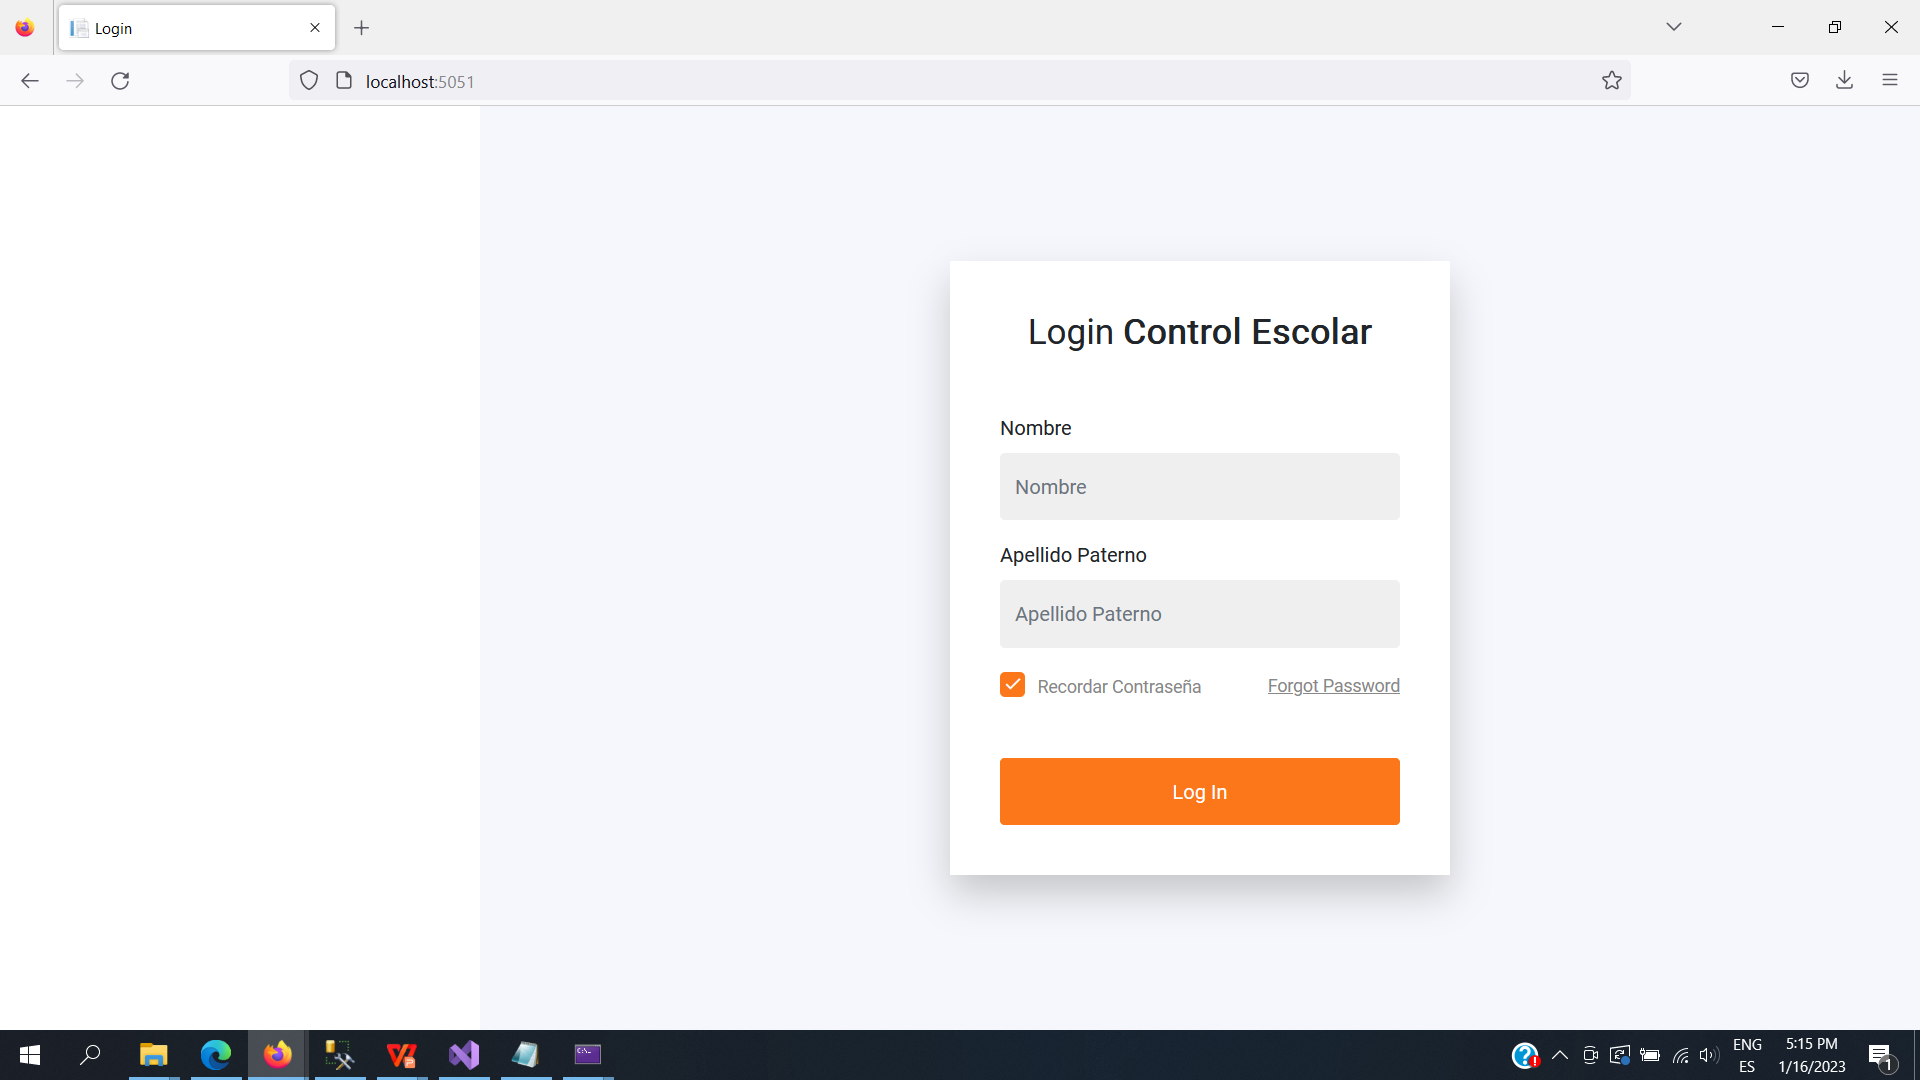 Login
localhost:5051
Login Control Escolar
Nombre
Nombre
Apellido Paterno
Apellido Paterno
Recordar Contraseña Forgot Password
Log In
ENG 5:15 PM
ES 1/16/2023
1